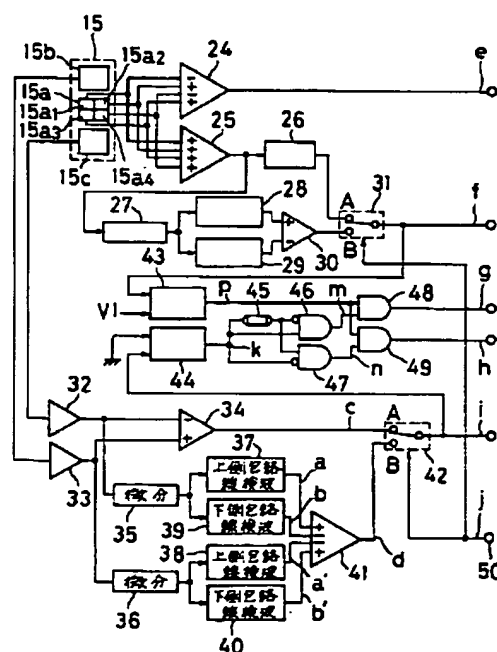 15
15b
15a2
24
e
15a
15a1
15a3
25
26
15a4
15c
A
31
28
f
27
B
30
29
43
p
45
46
m
48
g
V1
44
k
n
49
h
47
32
34
A
c
i
33
37
B
42
上側包絡線検波
a
35
微分
b
j
39
下側包絡線検波
41
50
38
上側包絡線検波
d
36
微分
a'
下側包絡線検波
b'
40